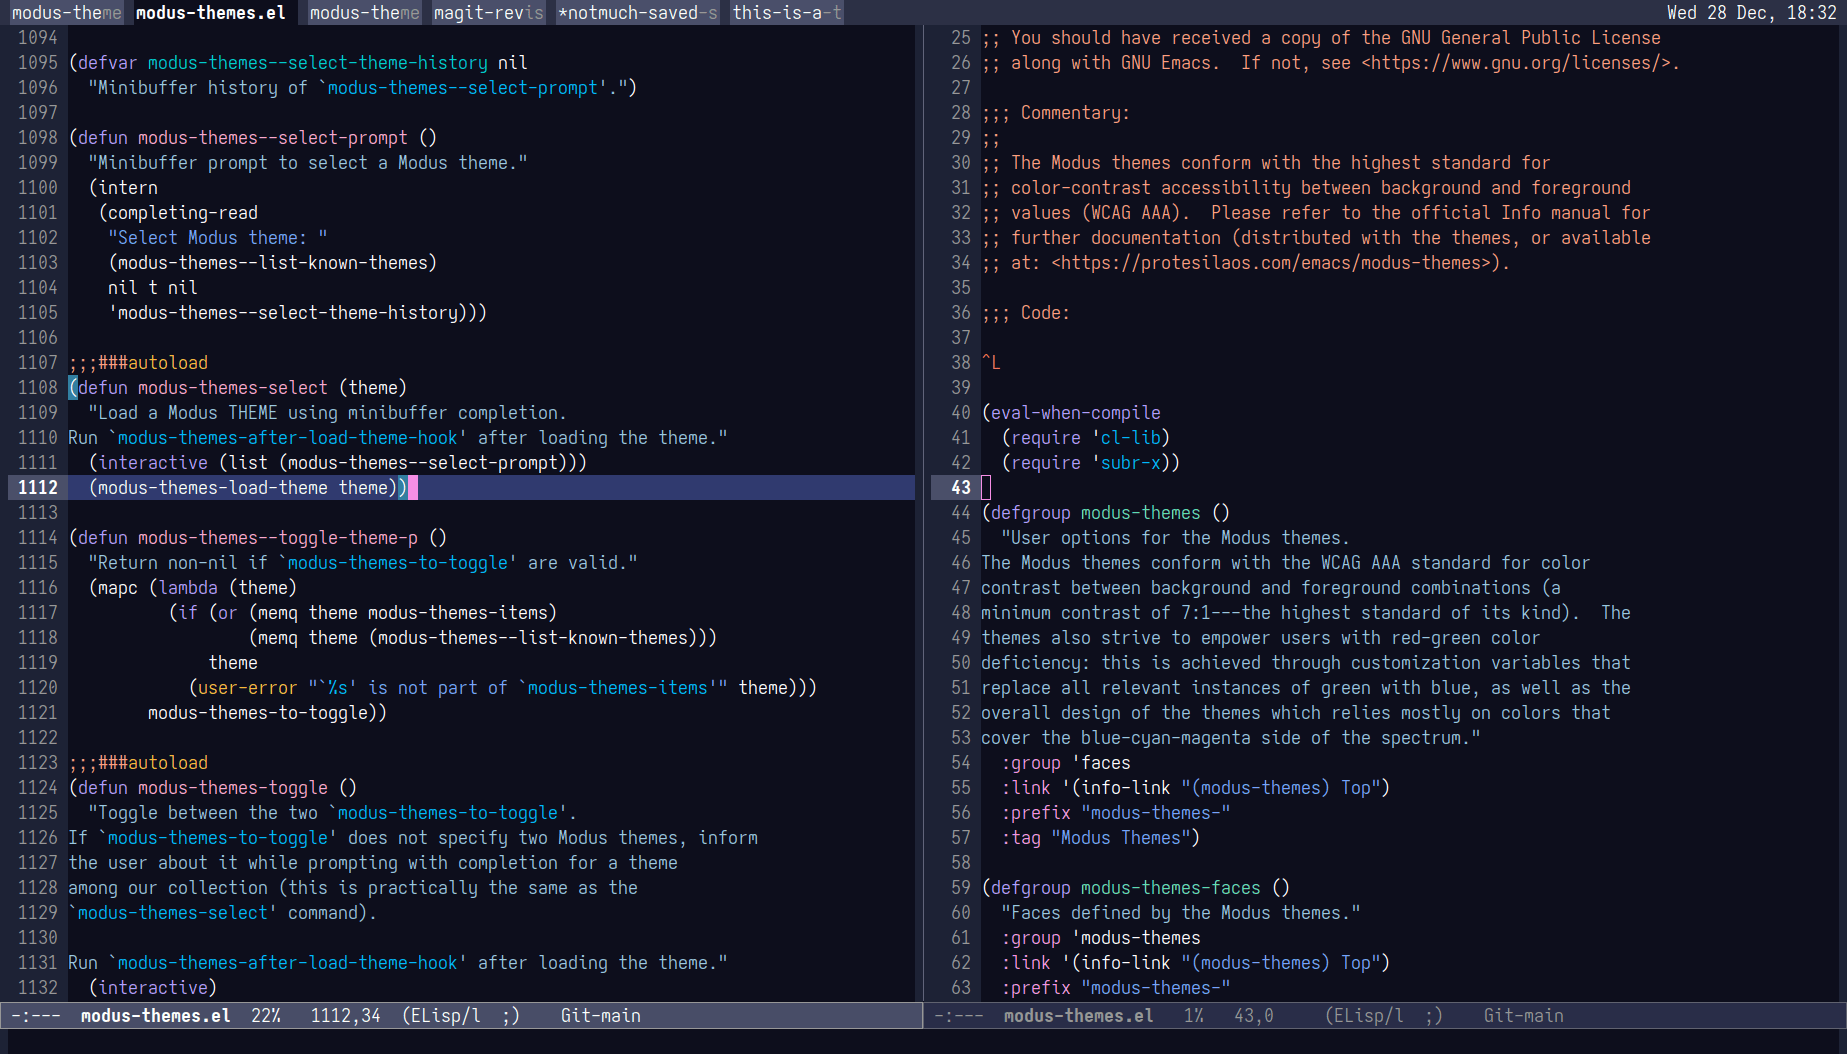 modus-theme modus-themes.el modus-theme magit-revis *notmuch-saved-s this-is-a-t Wed 28 Dec, 18:32
1094
1095 (defvar modus-themes--select-theme-history nil
1096   "Minibuffer history of `modus-themes--select-prompt'.")
1097
1098 (defun modus-themes--select-prompt ()
1099   "Minibuffer prompt to select a Modus theme."
1100   (intern
1101    (completing-read
1102     "Select Modus theme: "
1103     (modus-themes--list-known-themes)
1104     nil t nil
1105     'modus-themes--select-theme-history)))
1106
1107 ;;;###autoload
1108 (defun modus-themes-select (theme)
1109   "Load a Modus THEME using minibuffer completion.
1110 Run `modus-themes-after-load-theme-hook' after loading the theme."
1111   (interactive (list (modus-themes--select-prompt)))
1112   (modus-themes-load-theme theme))
1113
1114 (defun modus-themes--toggle-theme-p ()
1115   "Return non-nil if `modus-themes-to-toggle' are valid."
1116   (mapc (lambda (theme)
1117           (if (or (memq theme modus-themes-items)
1118                   (memq theme (modus-themes--list-known-themes)))
1119               theme
1120             (user-error "`%s' is not part of `modus-themes-items'" theme)))
1121         modus-themes-to-toggle))
1122
1123 ;;;###autoload
1124 (defun modus-themes-toggle ()
1125   "Toggle between the two `modus-themes-to-toggle'.
1126 If `modus-themes-to-toggle' does not specify two Modus themes, inform
1127 the user about it while prompting with completion for a theme
1128 among our collection (this is practically the same as the
1129 `modus-themes-select' command).
1130
1131 Run `modus-themes-after-load-theme-hook' after loading the theme."
1132   (interactive)
-:--- modus-themes.el 22% 1112,34 (ELisp/l ;) Git-main
25 ;; You should have received a copy of the GNU General Public License
26 ;; along with GNU Emacs.  If not, see <https://www.gnu.org/licenses/>.
27
28 ;;; Commentary:
29 ;;
30 ;; The Modus themes conform with the highest standard for
31 ;; color-contrast accessibility between background and foreground
32 ;; values (WCAG AAA).  Please refer to the official Info manual for
33 ;; further documentation (distributed with the themes, or available
34 ;; at: <https://protesilaos.com/emacs/modus-themes>).
35
36 ;;; Code:
37
38 ^L
39
40 (eval-when-compile
41   (require 'cl-lib)
42   (require 'subr-x))
43
44 (defgroup modus-themes ()
45   "User options for the Modus themes.
46 The Modus themes conform with the WCAG AAA standard for color
47 contrast between background and foreground combinations (a
48 minimum contrast of 7:1---the highest standard of its kind).  The
49 themes also strive to empower users with red-green color
50 deficiency: this is achieved through customization variables that
51 replace all relevant instances of green with blue, as well as the
52 overall design of the themes which relies mostly on colors that
53 cover the blue-cyan-magenta side of the spectrum."
54   :group 'faces
55   :link '(info-link "(modus-themes) Top")
56   :prefix "modus-themes-"
57   :tag "Modus Themes")
58
59 (defgroup modus-themes-faces ()
60   "Faces defined by the Modus themes."
61   :group 'modus-themes
62   :link '(info-link "(modus-themes) Top")
63   :prefix "modus-themes-"
-:--- modus-themes.el 1% 43,0 (ELisp/l ;) Git-main